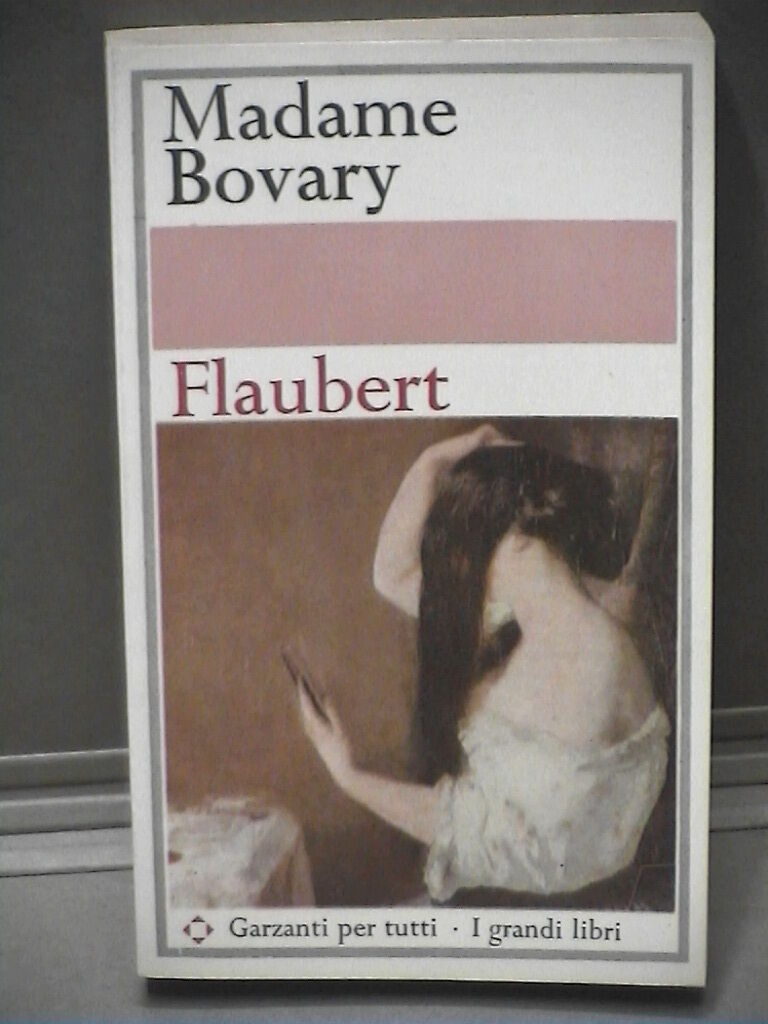 Madame
Bovary
Flaubert
Garzanti per tutti · I grandi libri